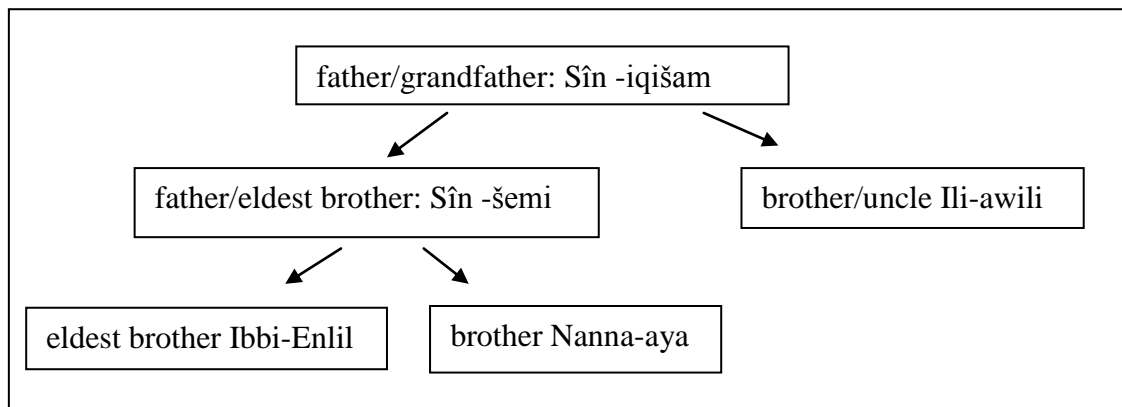 father/grandfather: Sîn -iqišam
father/eldest brother: Sîn -šemi
brother/uncle Ili-awili
eldest brother Ibbi-Enlil
brother Nanna-aya